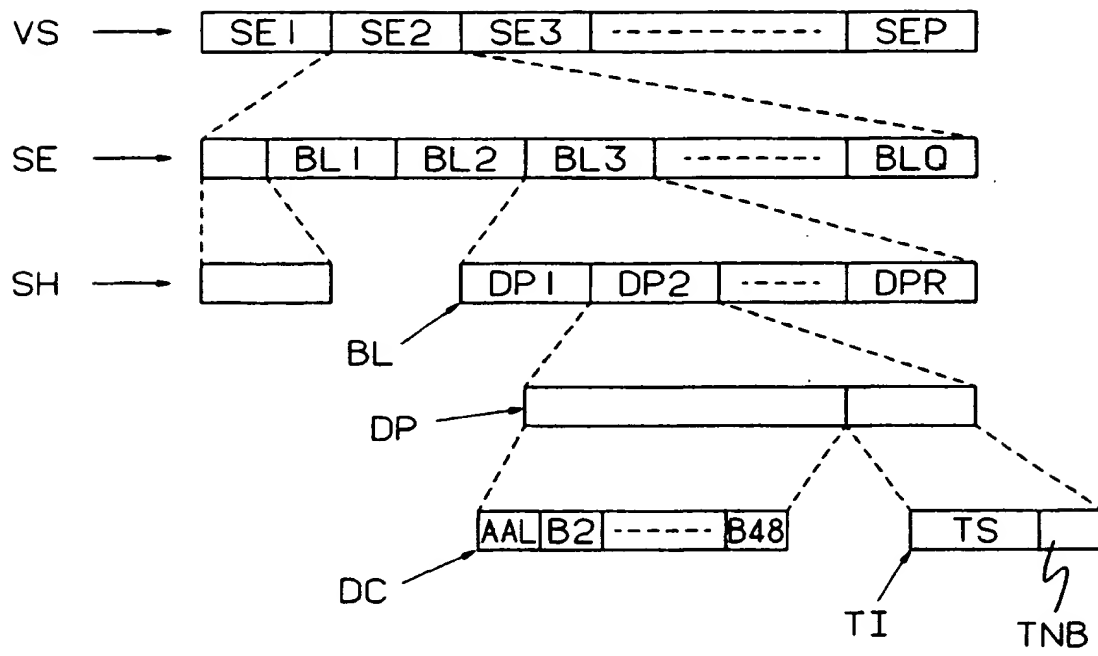 VS SE1 SE2 SE3 SEP
SE BL1 BL2 BL3 BLQ
SH DP1 DP2 DPR
BL
DP
AAL B2 B48 TS
DC
TI TNB